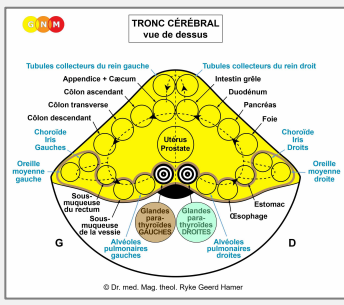 GNM
TRONC CÉRÉBRAL
vue de dessus
Tubules collecteurs du rein gauche
Tubules collecteurs du rein droit
Appendice + Cæcum
Intestin grêle
Côlon ascendant
Duodénum
Côlon transverse
Pancréas
Côlon descendant
Foie
Choroïde
Iris
Gauches
Choroïde
Iris
Droits
Utérus
Prostate
Oreille
moyenne
gauche
Oreille
moyenne
droite
Sous-
muqueuse
du rectum
Sous-
muqueuse
de la vessie
Estomac
Œsophage
Glandes
para-
thyroïdes
GAUCHES
Glandes
para-
thyroïdes
DROITES
G
D
Alvéoles
pulmonaires
gauches
Alvéoles
pulmonaires
droites
© Dr. med. Mag. theol. Ryke Geerd Hamer